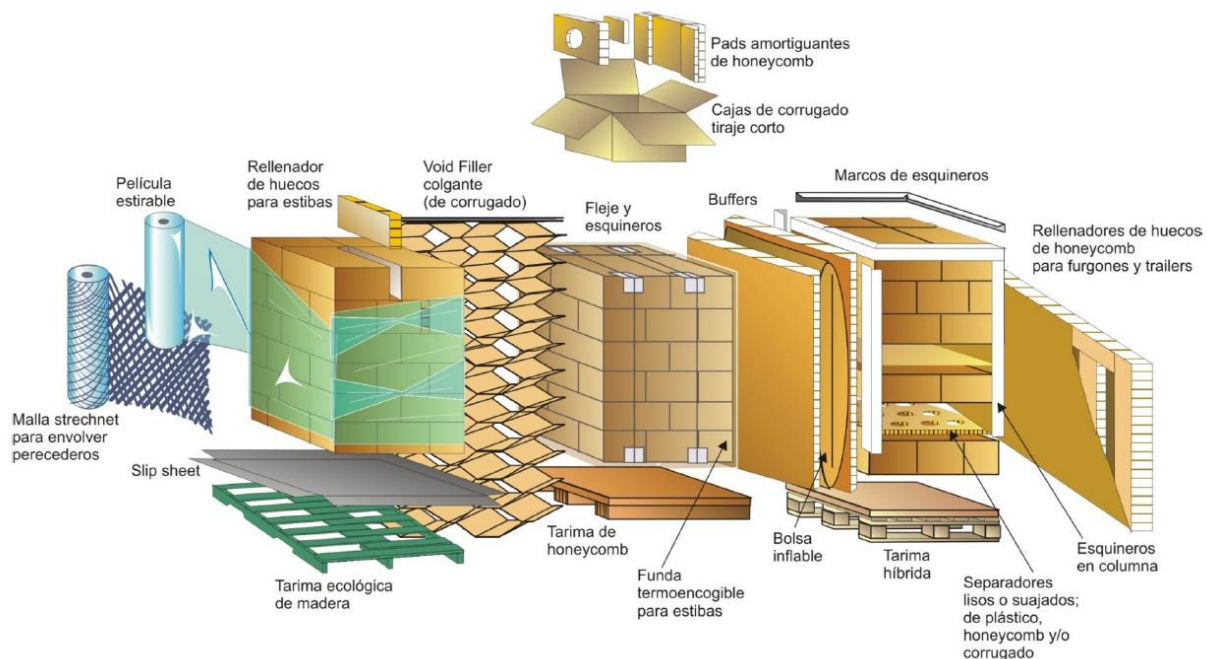 Pads amortiguantes
de honeycomb
Cajas de corrugado
tiraje corto
Película
estirable
Rellenador
de huecos
para estibas
Void Filler
colgante
(de corrugado)
Fleje y
esquineros
Buffers
Marcos de esquineros
Rellenadores de huecos
de honeycomb
para furgones y trailers
Malla strechnet
para envolver
perecederos
Slip sheet
Tarima ecológica
de madera
Tarima de
honeycomb
Funda
termoencogible
para estibas
Bolsa
inflable
Tarima
híbrida
Separadores
lisos o suajados;
de plástico,
honeycomb y/o
corrugado
Esquineros
en columna